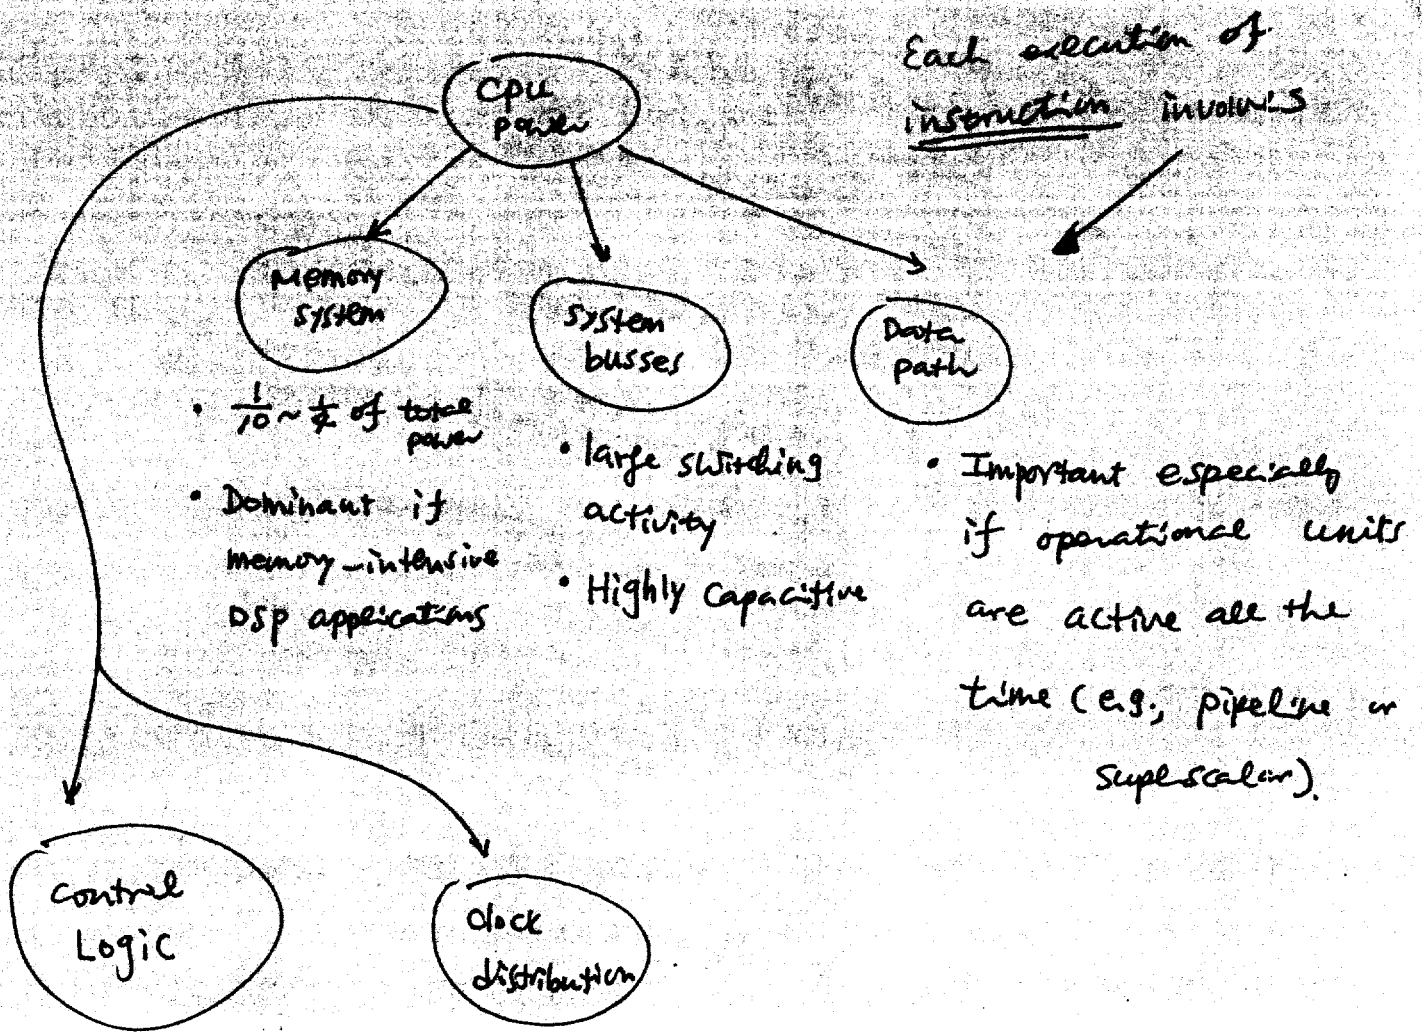 Each execution of
instruction involves
CPU
power
Memory
system
System
busses
Data
path
• 1/10 ~ of total
power
• Dominant if
memory-intensive
DSP applications
• large switching
activity
• Highly capacitive
• Important especially
if operational units
are active all the
time (e.g., pipeline or
superscalar).
Control
Logic
Clock
distribution